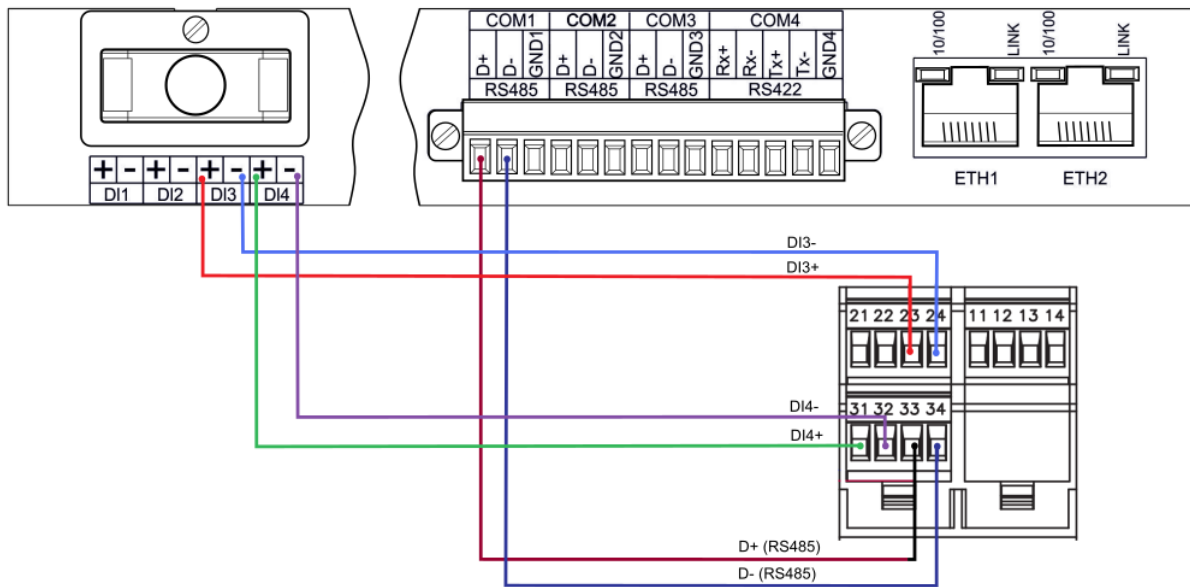 COM1 COM2 COM3 COM4
D+ D- GND1 D+ D- GND2 D+ D- GND3 Rx+ Rx- Tx+ Tx- GND4
RS485 RS485 RS485 RS422
10/100 LINK 10/100 LINK
ETH1 ETH2
+ - + - + - + -
DI1 DI2 DI3 DI4
DI3-
DI3+
21 22 23 24 11 12 13 14
DI4-
31 32 33 34
DI4+
D+ (RS485)
D- (RS485)